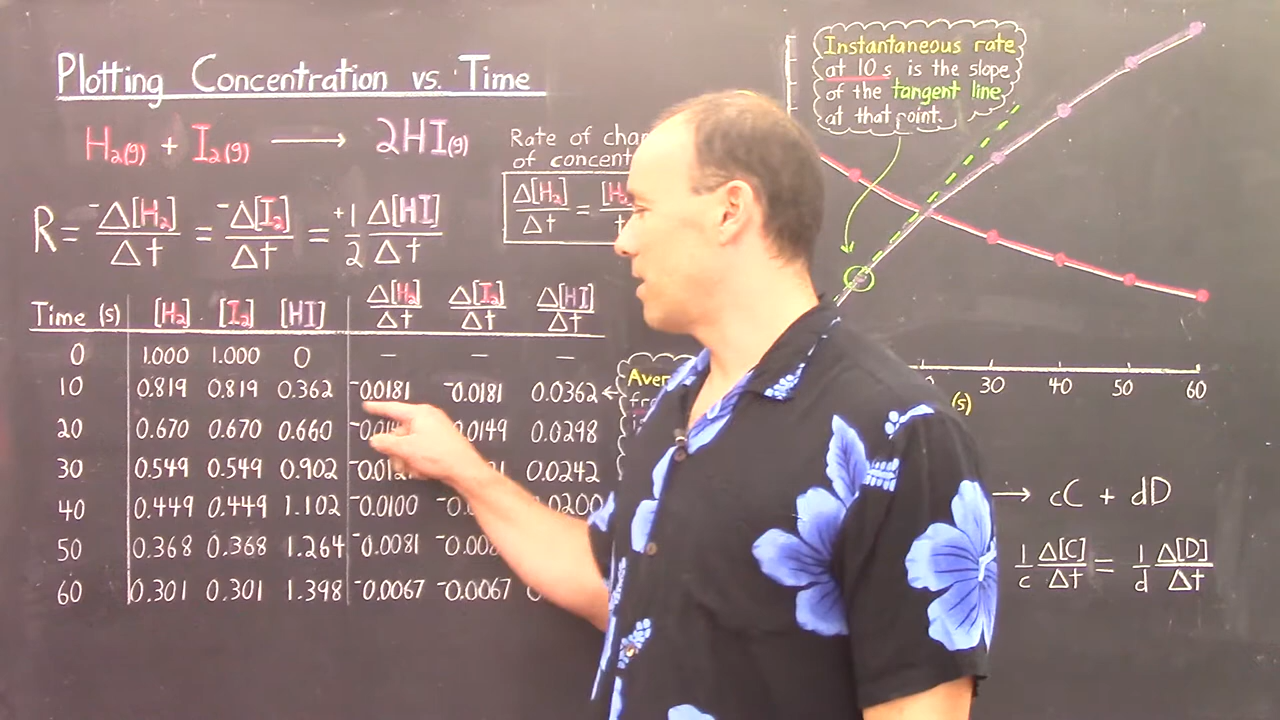 Plotting Concentration vs. Time
H₂(g) + I₂(g) → 2HI(g)
Rate of
of
Δ[H₂]/Δt =
R = -Δ[H₂]/Δt = -Δ[I₂]/Δt = +1/2 Δ[HI]/Δt
Time (s) [H₂] [I₂] [HI] Δ[H₂]/Δt Δ[I₂]/Δt Δ[HI]/Δt
0 1.000 1.000 0 – – –
10 0.819 0.819 0.362 -0.0181 -0.0181 0.0362 ←
20 0.670 0.670 0.660 0.0298
30 0.549 0.549 0.902 0.0242
40 0.449 0.449 1.102 -0.0100
50 0.368 0.368 1.264 -0.0081
60 0.301 0.301 1.398 -0.0067 -0.0067
Instantaneous rate
at 10 s is the slope
of the tangent line
at that point.
30 40 50 60
(s)
→ cC + dD
1/c Δ[C]/Δt = 1/d Δ[D]/Δt